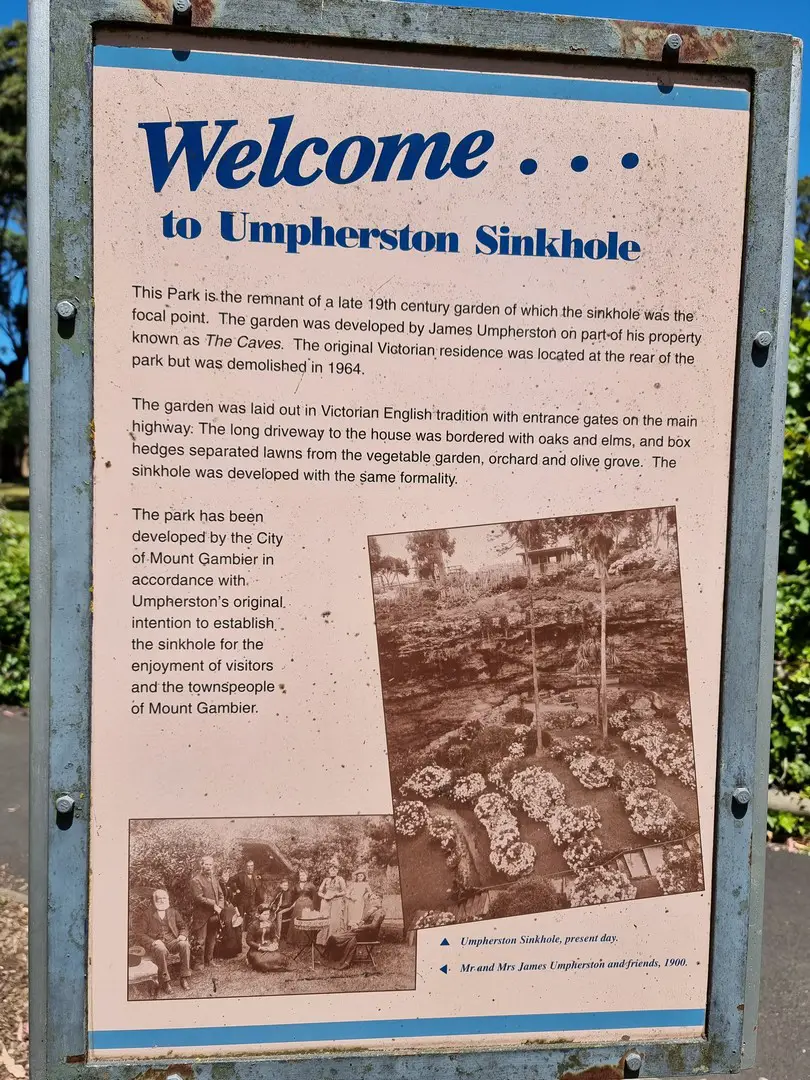 Welcome . . .
to Umpherston Sinkhole
This Park is the remnant of a late 19th century garden of which the sinkhole was the
focal point. The garden was developed by James Umpherston on part of his property
known as The Caves. The original Victorian residence was located at the rear of the
park but was demolished in 1964.
The garden was laid out in Victorian English tradition with entrance gates on the main
highway. The long driveway to the house was bordered with oaks and elms, and box
hedges separated lawns from the vegetable garden, orchard and olive grove. The
sinkhole was developed with the same formality.
The park has been
developed by the City
of Mount Gambier in
accordance with
Umpherston's original
intention to establish
the sinkhole for the
enjoyment of visitors
and the townspeople
of Mount Gambier.
▲ Umpherston Sinkhole, present day.
◀ Mr and Mrs James Umpherston and friends, 1900.